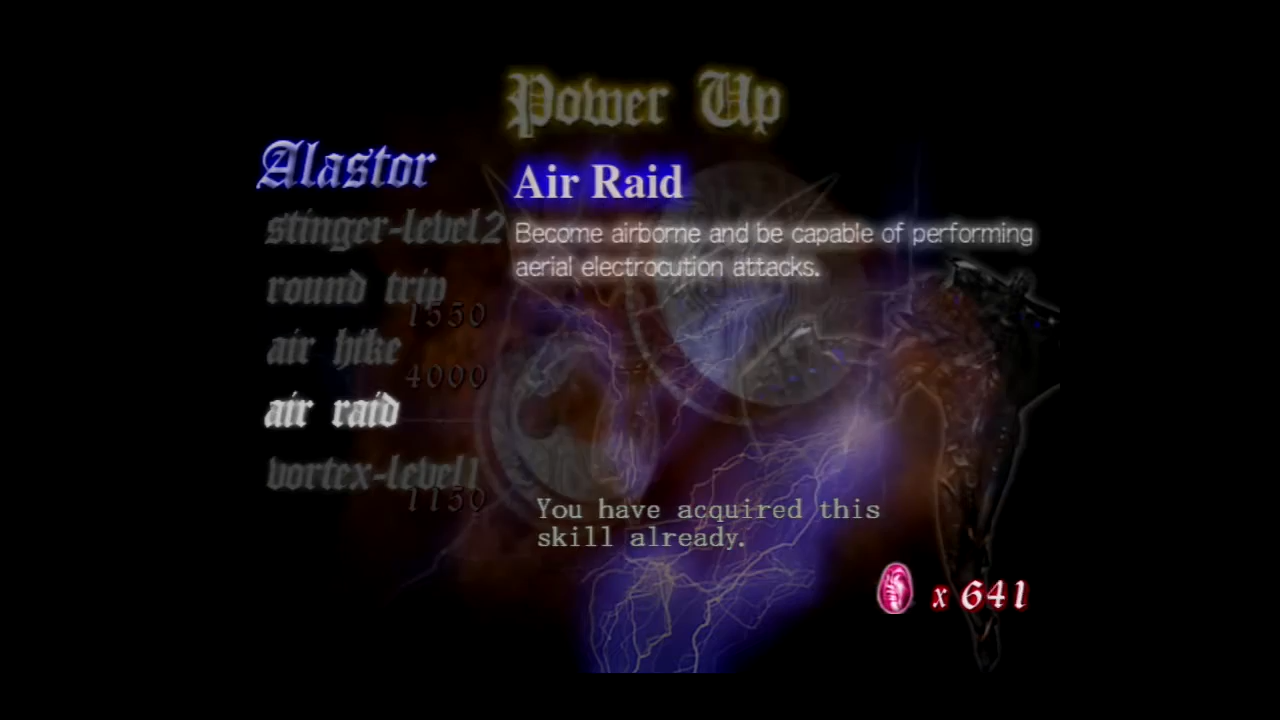 Power Up
Alastor
stinger-level2
round trip
1550
air hike
4000
air raid
vortex-level1
1150
Air Raid
Become airborne and be capable of performing
aerial electrocution attacks.
You have acquired this
skill already.
x 641